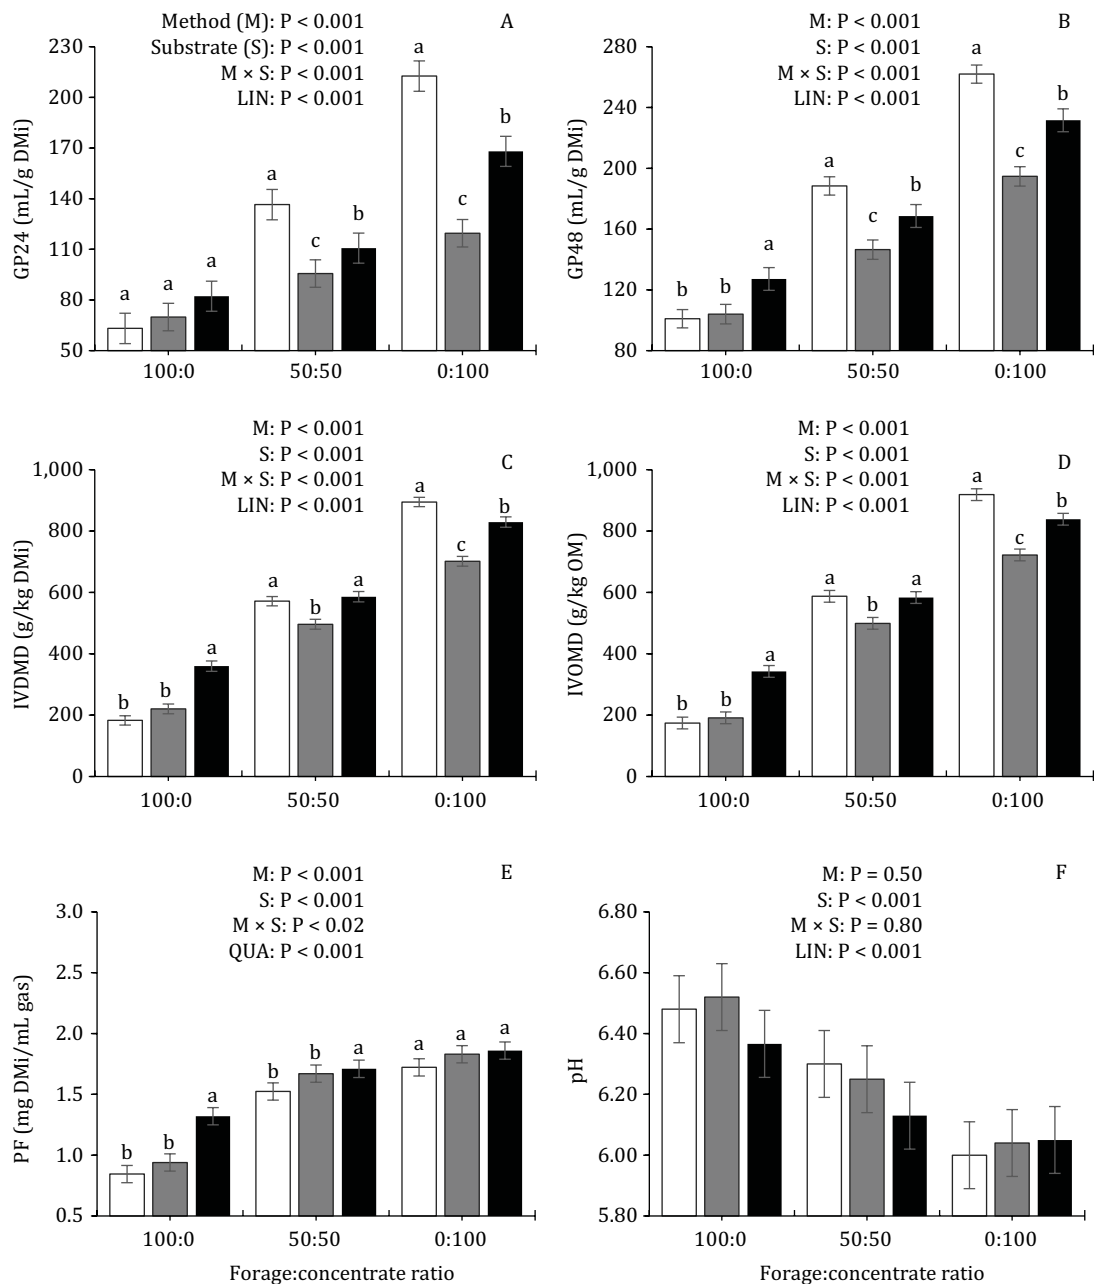 Method (M): P < 0.001
Substrate (S): P < 0.001
M × S: P < 0.001
LIN: P < 0.001
A
GP24 (mL/g DMi)
230
200
170
140
110
80
50
a
a
a
a
c
b
a
c
b
100:0
50:50
0:100
M: P < 0.001
S: P < 0.001
M × S: P < 0.001
LIN: P < 0.001
B
GP48 (mL/g DMi)
280
240
200
160
120
80
b
b
a
a
c
b
a
c
b
100:0
50:50
0:100
M: P < 0.001
S: P < 0.001
M × S: P < 0.001
LIN: P < 0.001
C
IVDMD (g/kg DMi)
1,000
800
600
400
200
0
b
b
a
a
b
a
a
c
b
100:0
50:50
0:100
M: P < 0.001
S: P < 0.001
M × S: P < 0.001
LIN: P < 0.001
D
IVOMD (g/kg OM)
1,000
800
600
400
200
0
b
b
a
a
b
a
a
c
b
100:0
50:50
0:100
M: P < 0.001
S: P < 0.001
M × S: P < 0.02
QUA: P < 0.001
E
PF (mg DMi/mL gas)
3.0
2.5
2.0
1.5
1.0
0.5
b
b
a
b
b
a
a
a
a
100:0
50:50
0:100
Forage:concentrate ratio
M: P = 0.50
S: P < 0.001
M × S: P = 0.80
LIN: P < 0.001
F
pH
6.80
6.60
6.40
6.20
6.00
5.80
100:0
50:50
0:100
Forage:concentrate ratio